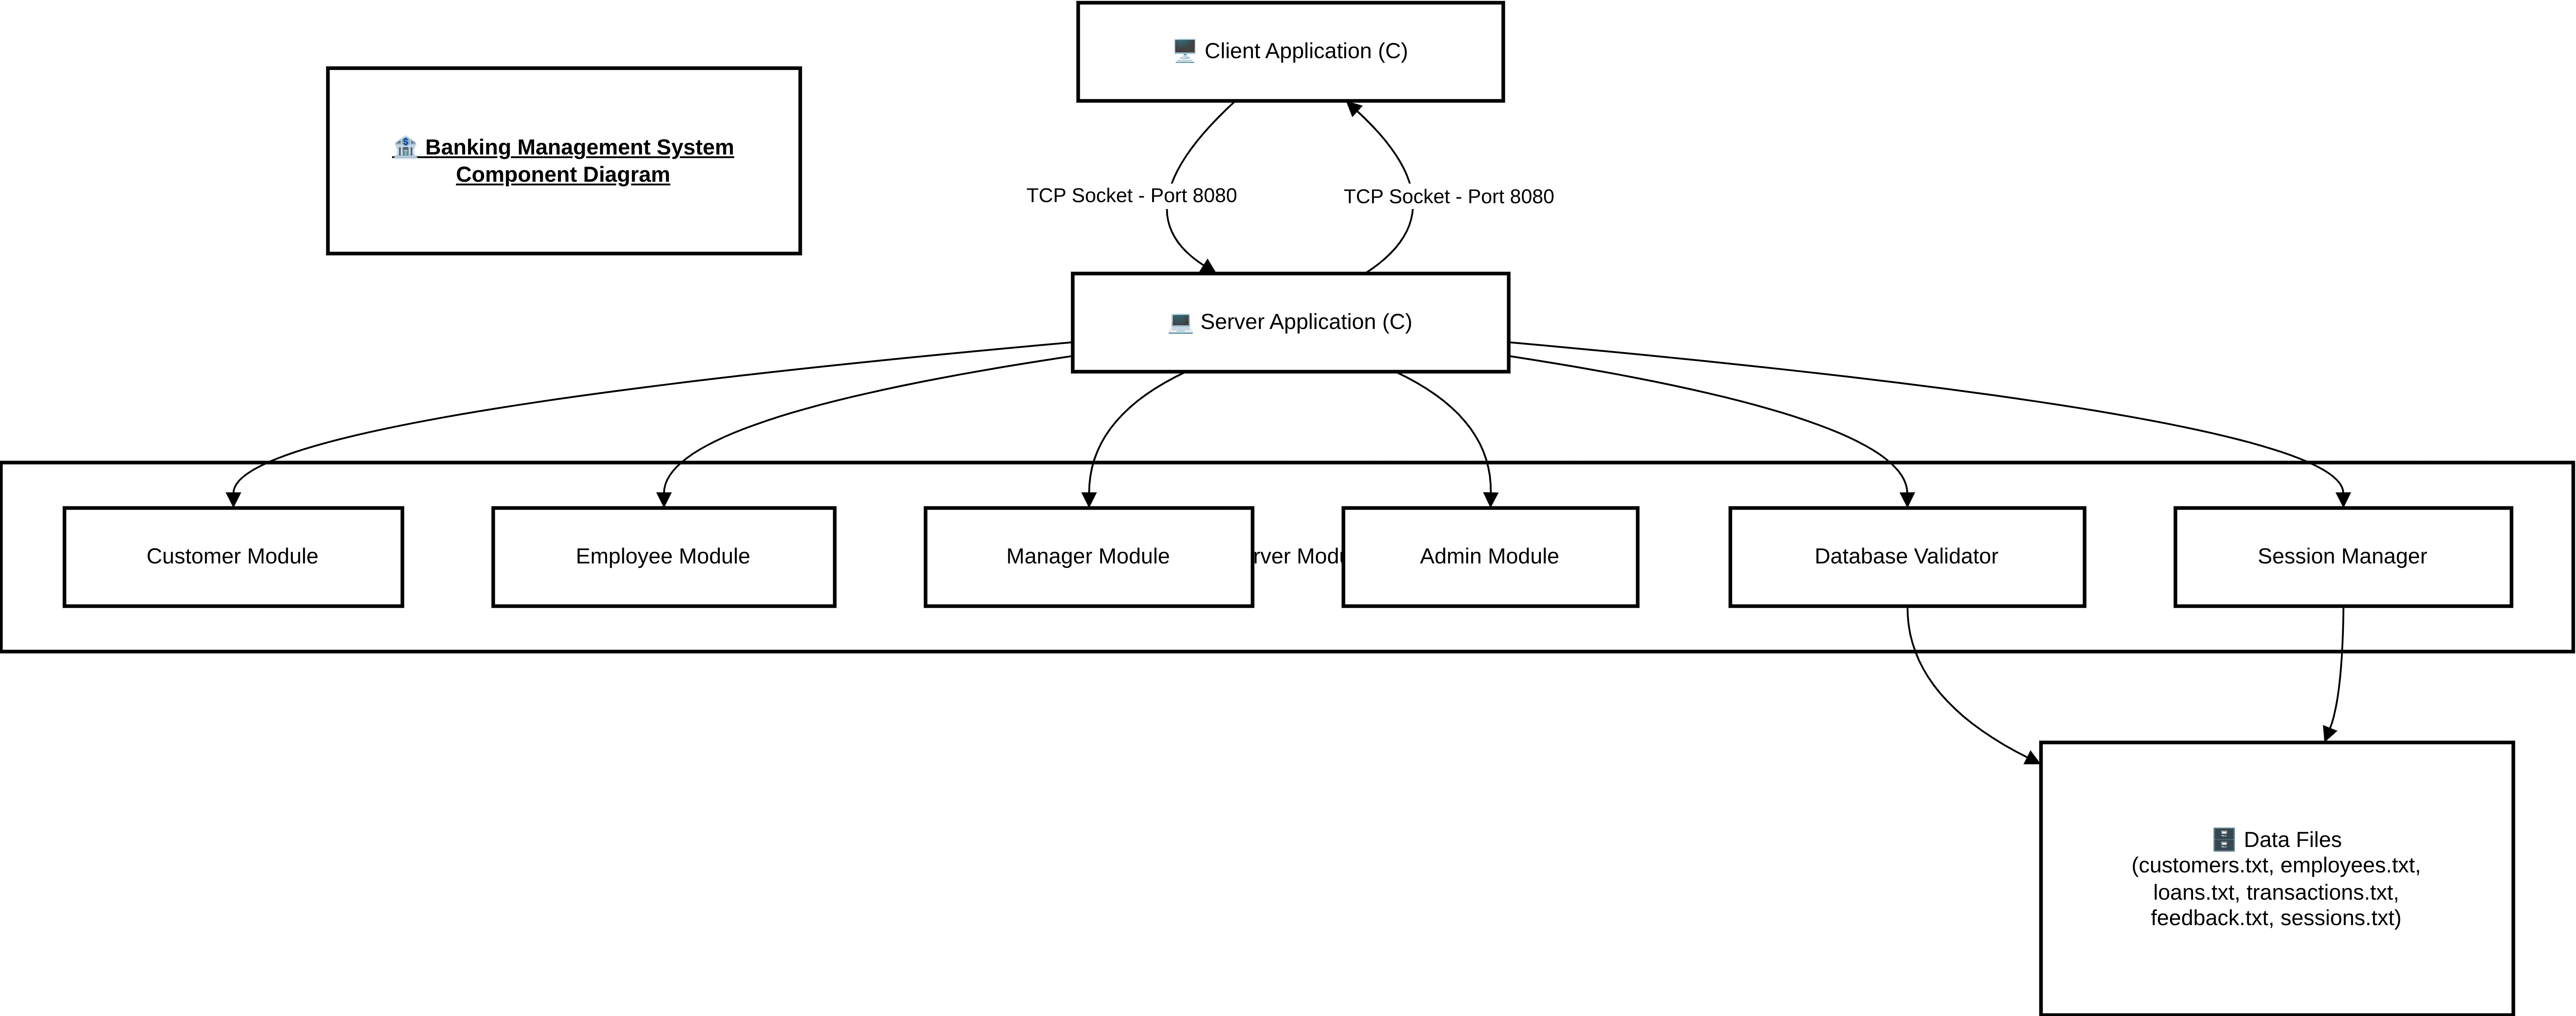 🖥️ Client Application (C)
🏦 Banking Management System
Component Diagram
TCP Socket - Port 8080
TCP Socket - Port 8080
💻 Server Application (C)
Customer Module
Employee Module
Manager Module
Admin Module
Database Validator
Session Manager
🗄️ Data Files
(customers.txt, employees.txt,
loans.txt, transactions.txt,
feedback.txt, sessions.txt)